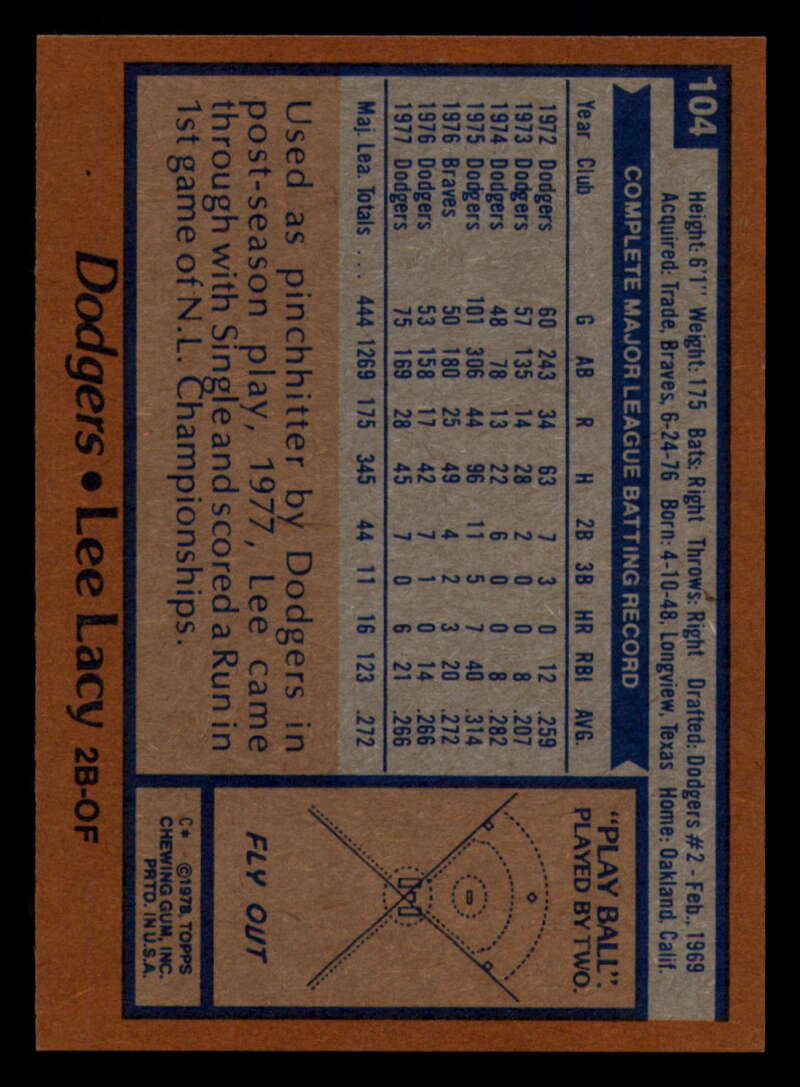 104
Height: 6'1" Weight: 175 Bats: Right Throws: Right Drafted: Dodgers #2 - Feb., 1969
Acquired: Trade, Braves, 6-24-76 Born: 4-10-48, Longview, Texas Home: Oakland, Calif.
COMPLETE MAJOR LEAGUE BATTING RECORD
Year Club G AB R H 2B 3B HR RBI AVG.
1972 Dodgers 60 243 34 63 7 3 0 12 .259
1973 Dodgers 57 135 14 28 2 0 0 8 .207
1974 Dodgers 48 78 13 22 6 0 0 8 .282
1975 Dodgers 101 306 44 96 11 5 7 40 .314
1976 Braves 50 180 25 49 4 2 3 20 .272
1976 Dodgers 53 158 17 42 7 1 0 14 .266
1977 Dodgers 75 169 28 45 7 0 6 21 .266
Maj. Lea. Totals .... 444 1269 175 345 44 11 16 123 .272
Used as pinchhitter by Dodgers in
post-season play, 1977, Lee came
through with Single and scored a Run in
1st game of N.L. Championships.
"PLAY BALL".
PLAYED BY TWO.
FLY OUT
C* ©1978, TOPPS
CHEWING GUM, INC.
PRTD. IN U.S.A.
Dodgers • Lee Lacy 2B-OF